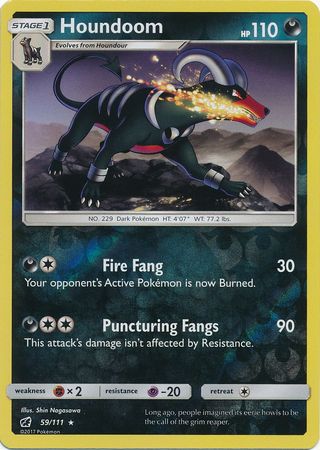 STAGE 1 Houndoom HP 110
Evolves from Houndour
NO. 229 Dark Pokémon HT: 4'07" WT: 77.2 lbs.
Fire Fang 30
Your opponent's Active Pokémon is now Burned.
Puncturing Fangs 90
This attack's damage isn't affected by Resistance.
weakness × 2 resistance -20 retreat
Illus. Shin Nagasawa
59/111 ★
©2017 Pokémon
Long ago, people imagined its eerie howls to be
the call of the grim reaper.